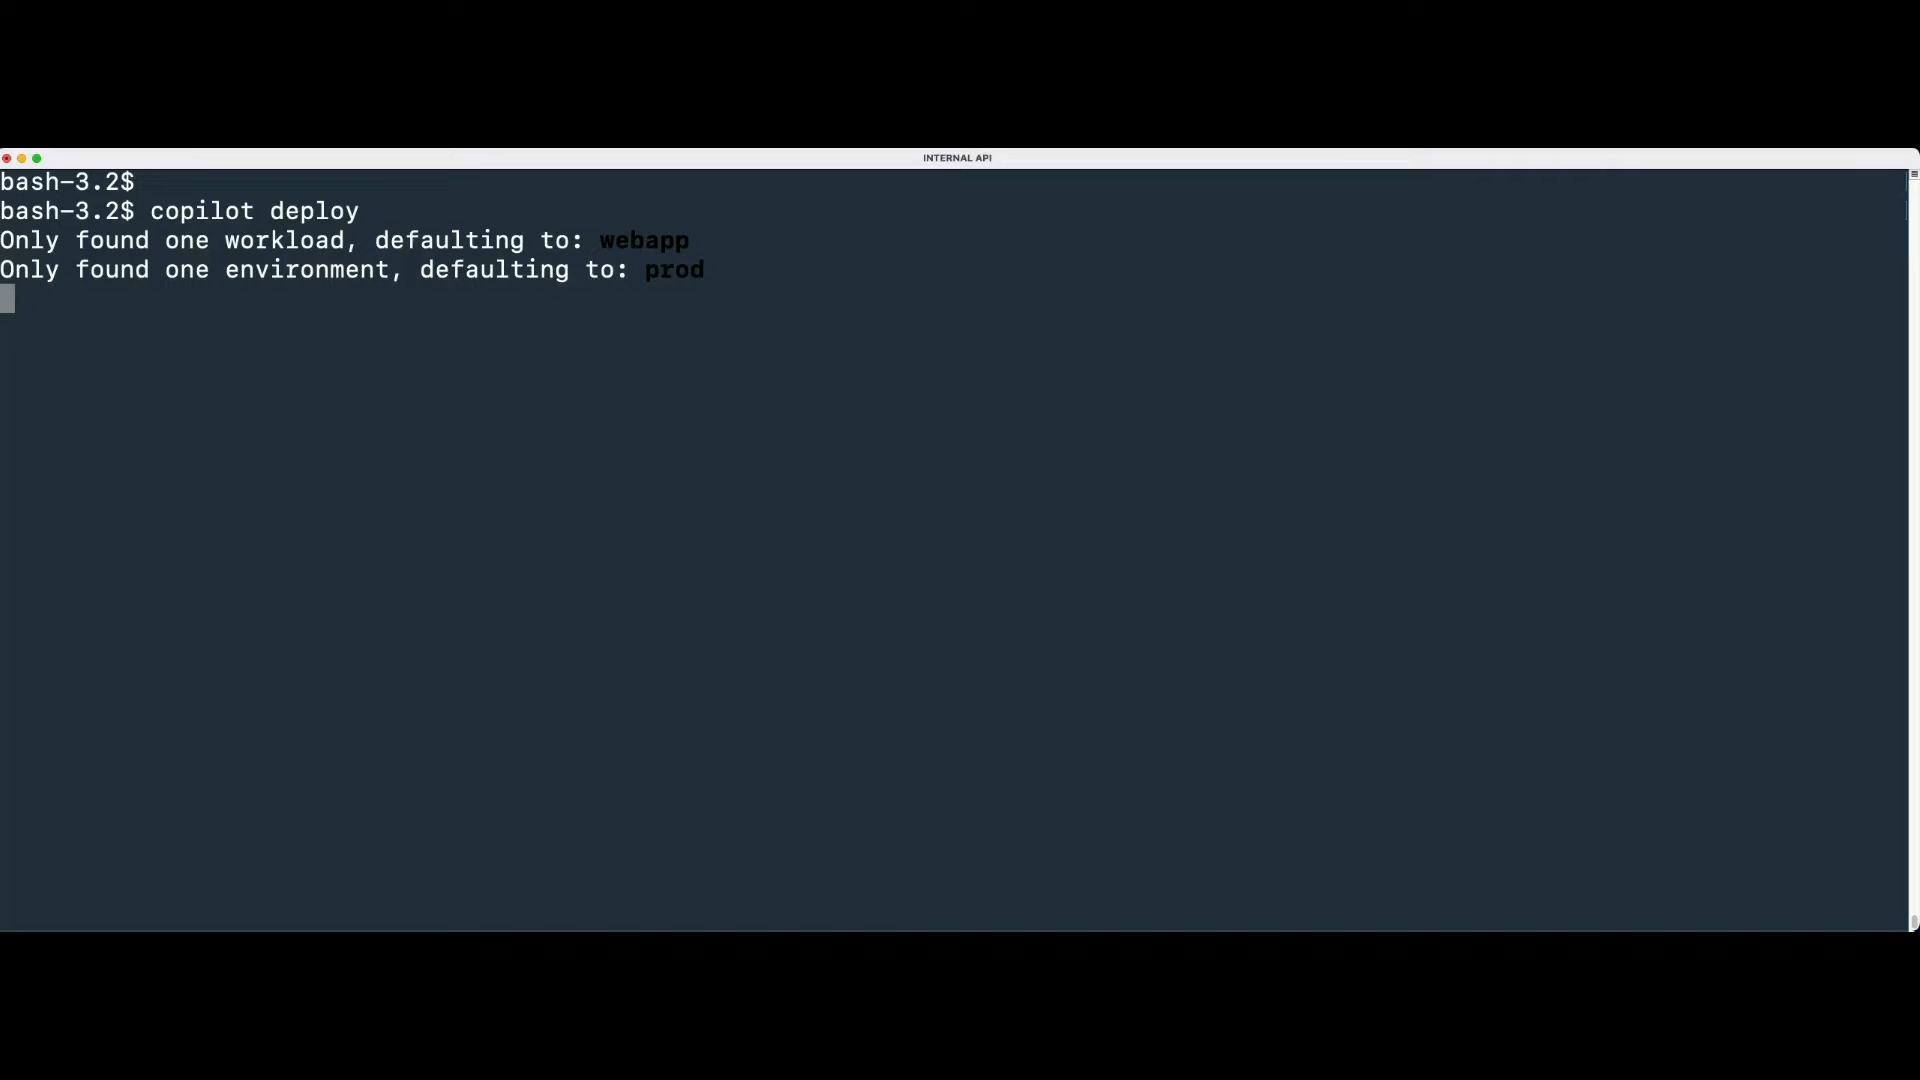 INTERNAL API
bash-3.2$
bash-3.2$ copilot deploy
Only found one workload, defaulting to: webapp
Only found one environment, defaulting to: prod